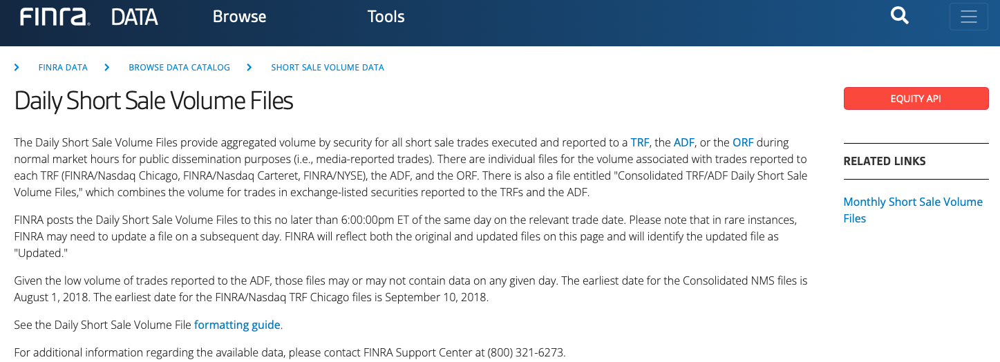 FINRA® DATA Browse Tools
FINRA DATA BROWSE DATA CATALOG SHORT SALE VOLUME DATA
Daily Short Sale Volume Files
EQUITY API
The Daily Short Sale Volume Files provide aggregated volume by security for all short sale trades executed and reported to a TRF, the ADF, or the ORF during
normal market hours for public dissemination purposes (i.e., media-reported trades). There are individual files for the volume associated with trades reported to
each TRF (FINRA/Nasdaq Chicago, FINRA/Nasdaq Carteret, FINRA/NYSE), the ADF, and the ORF. There is also a file entitled "Consolidated TRF/ADF Daily Short Sale
Volume Files," which combines the volume for trades in exchange-listed securities reported to the TRFs and the ADF.
FINRA posts the Daily Short Sale Volume Files to this no later than 6:00:00pm ET of the same day on the relevant trade date. Please note that in rare instances,
FINRA may need to update a file on a subsequent day. FINRA will reflect both the original and updated files on this page and will identify the updated file as
"Updated."
Given the low volume of trades reported to the ADF, those files may or may not contain data on any given day. The earliest date for the Consolidated NMS files is
August 1, 2018. The earliest date for the FINRA/Nasdaq TRF Chicago files is September 10, 2018.
See the Daily Short Sale Volume File formatting guide.
For additional information regarding the available data, please contact FINRA Support Center at (800) 321-6273.
RELATED LINKS
Monthly Short Sale Volume
Files